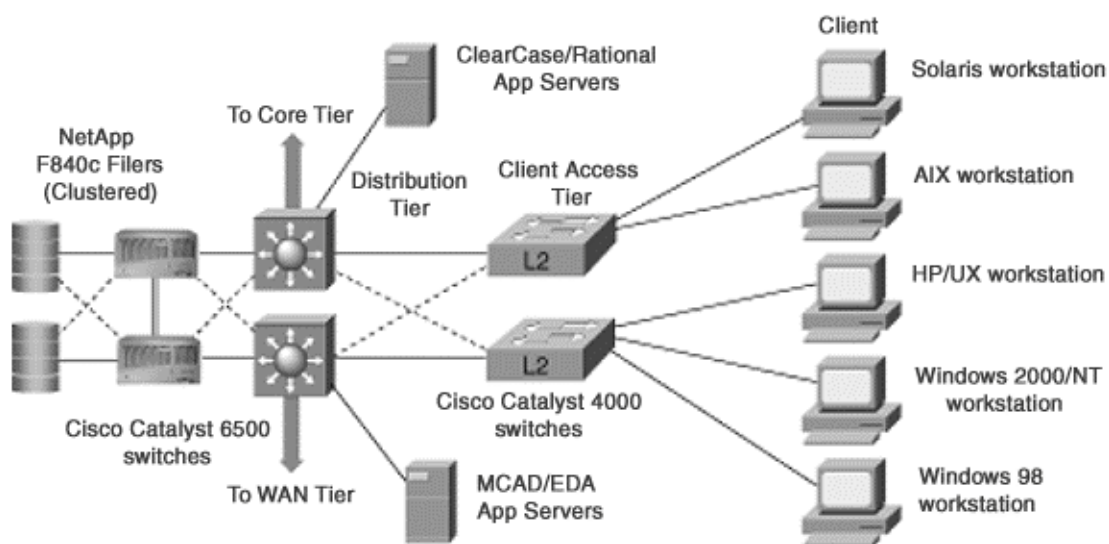 Client
ClearCase/Rational
App Servers
Solaris workstation
To Core Tier
NetApp
F840c Filers
(Clustered)
Distribution
Tier
Client Access
Tier
AIX workstation
L2
HP/UX workstation
L2
Windows 2000/NT
workstation
Cisco Catalyst 6500
switches
Cisco Catalyst 4000
switches
To WAN Tier
MCAD/EDA
App Servers
Windows 98
workstation